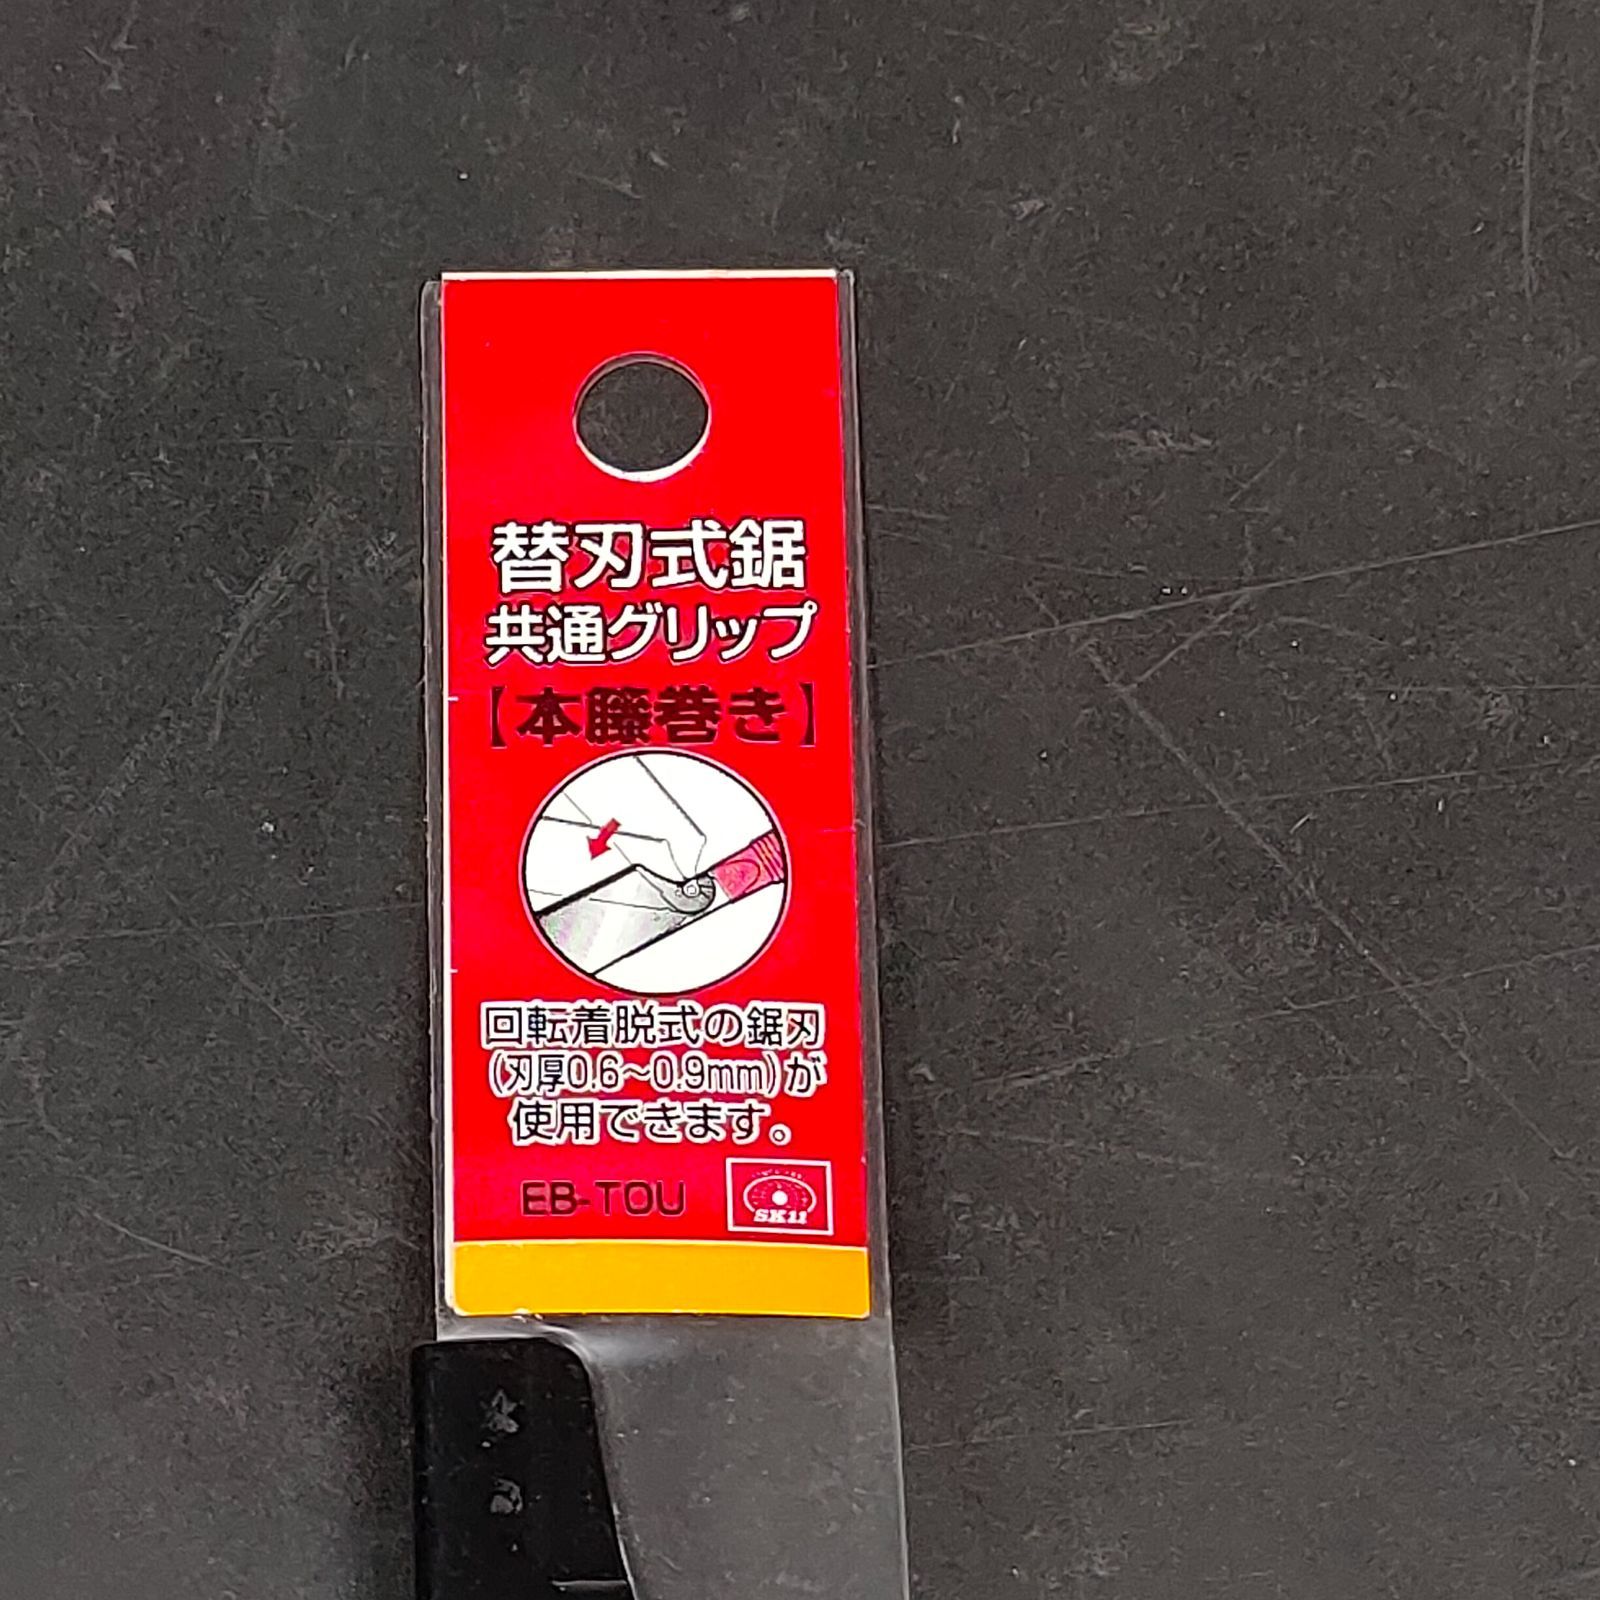 替刃式鋸
共通グリップ
【本籐巻き】
回転着脱式の鋸刃
(刃厚0.6～0.9mm)が
使用できます。
EB-TOU
SK11